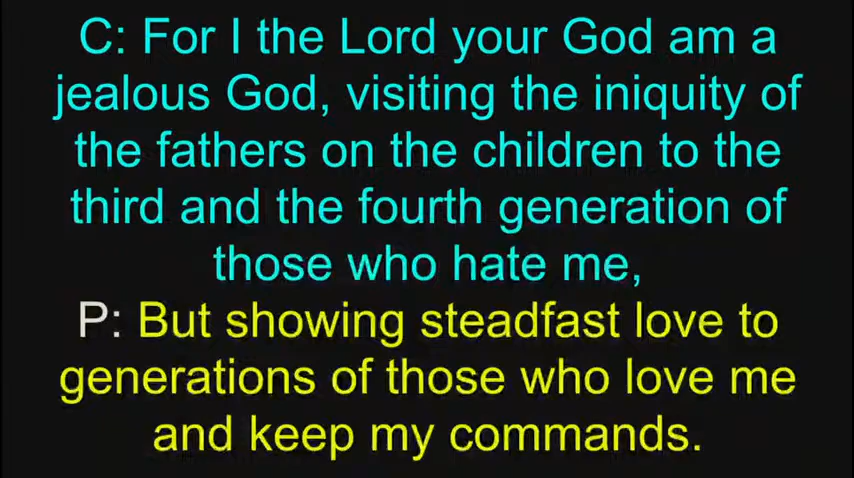 C: For I the Lord your God am a
jealous God, visiting the iniquity of
the fathers on the children to the
third and the fourth generation of
those who hate me,
P: But showing steadfast love to
generations of those who love me
and keep my commands.